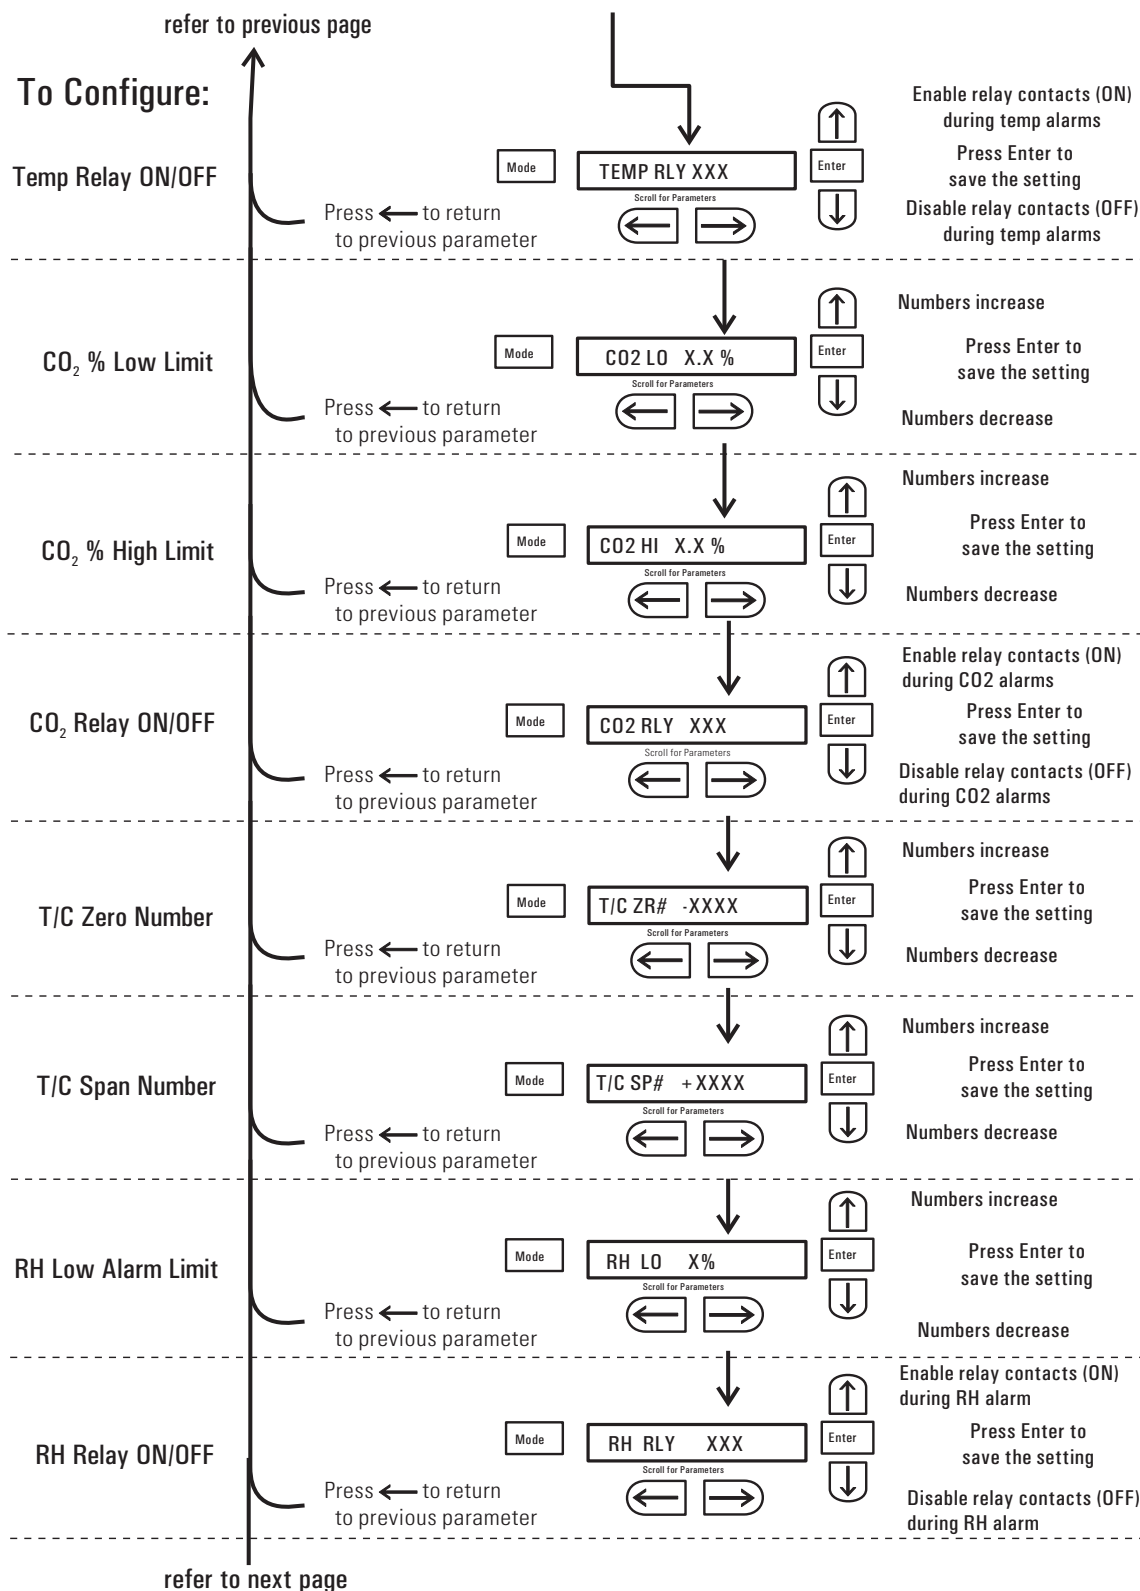 refer to previous page
To Configure:
Temp Relay ON/OFF
Mode
TEMP RLY XXX
Scroll for Parameters
Enter
Enable relay contacts (ON)
during temp alarms
Press Enter to
save the setting
Disable relay contacts (OFF)
during temp alarms
Press ← to return
to previous parameter
CO₂ % Low Limit
Mode
CO2 LO X.X %
Scroll for Parameters
Enter
Numbers increase
Press Enter to
save the setting
Numbers decrease
Press ← to return
to previous parameter
CO₂ % High Limit
Mode
CO2 HI X.X %
Scroll for Parameters
Enter
Numbers increase
Press Enter to
save the setting
Numbers decrease
Press ← to return
to previous parameter
CO₂ Relay ON/OFF
Mode
CO2 RLY XXX
Scroll for Parameters
Enter
Enable relay contacts (ON)
during CO2 alarms
Press Enter to
save the setting
Disable relay contacts (OFF)
during CO2 alarms
Press ← to return
to previous parameter
T/C Zero Number
Mode
T/C ZR# -XXXX
Scroll for Parameters
Enter
Numbers increase
Press Enter to
save the setting
Numbers decrease
Press ← to return
to previous parameter
T/C Span Number
Mode
T/C SP# +XXXX
Scroll for Parameters
Enter
Numbers increase
Press Enter to
save the setting
Numbers decrease
Press ← to return
to previous parameter
RH Low Alarm Limit
Mode
RH LO X%
Scroll for Parameters
Enter
Numbers increase
Press Enter to
save the setting
Numbers decrease
Press ← to return
to previous parameter
RH Relay ON/OFF
Mode
RH RLY XXX
Scroll for Parameters
Enter
Enable relay contacts (ON)
during RH alarm
Press Enter to
save the setting
Disable relay contacts (OFF)
during RH alarm
Press ← to return
to previous parameter
refer to next page